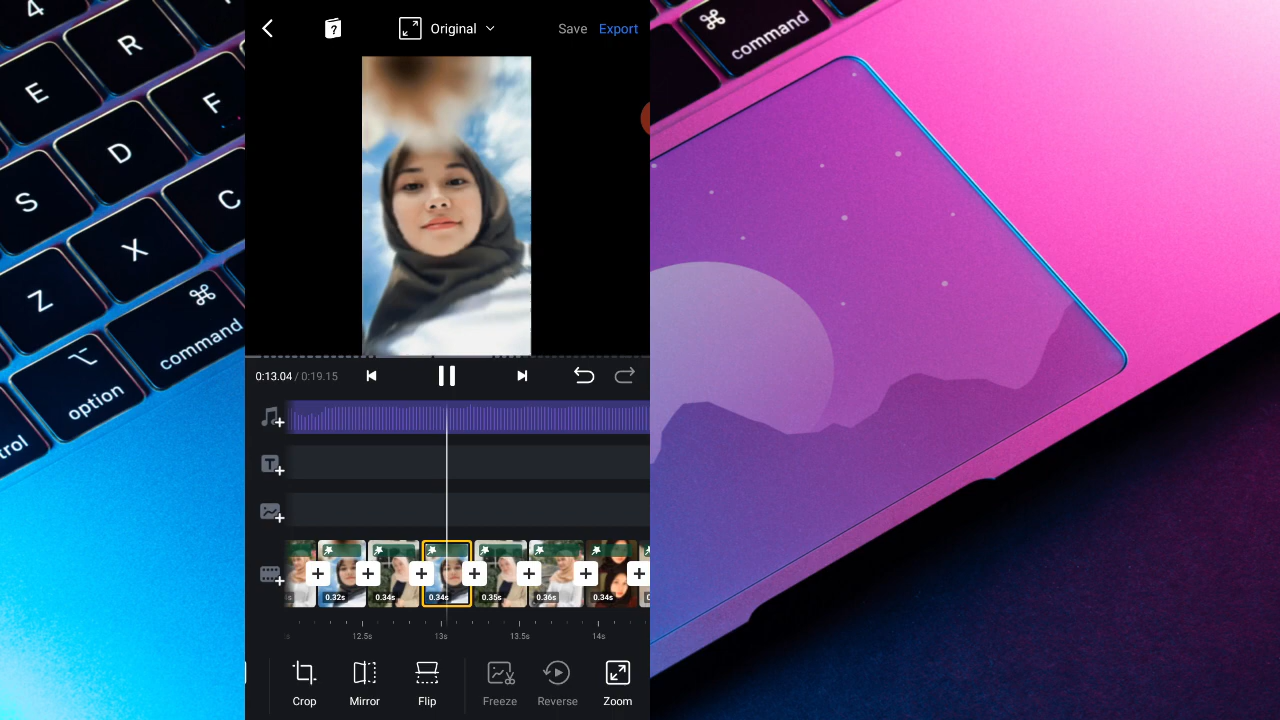 Original Save Export
0:13.04 / 0:19.15
T
0.32s 0.34s 0.34s 0.35s 0.36s 0.34s
12.5s 13s 13.5s 14s
Crop Mirror Flip Freeze Reverse Zoom
4
E R
S D F
Z X C
command
option
trol
command